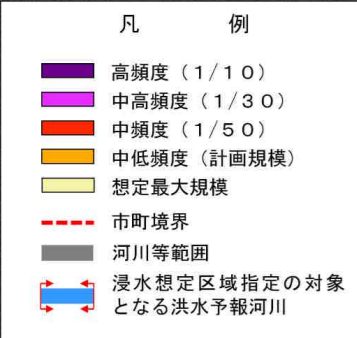 凡　例
高頻度（１/１０）
中高頻度（１/３０）
中頻度（１/５０）
中低頻度（計画規模）
想定最大規模
市町境界
河川等範囲
浸水想定区域指定の対象
となる洪水予報河川